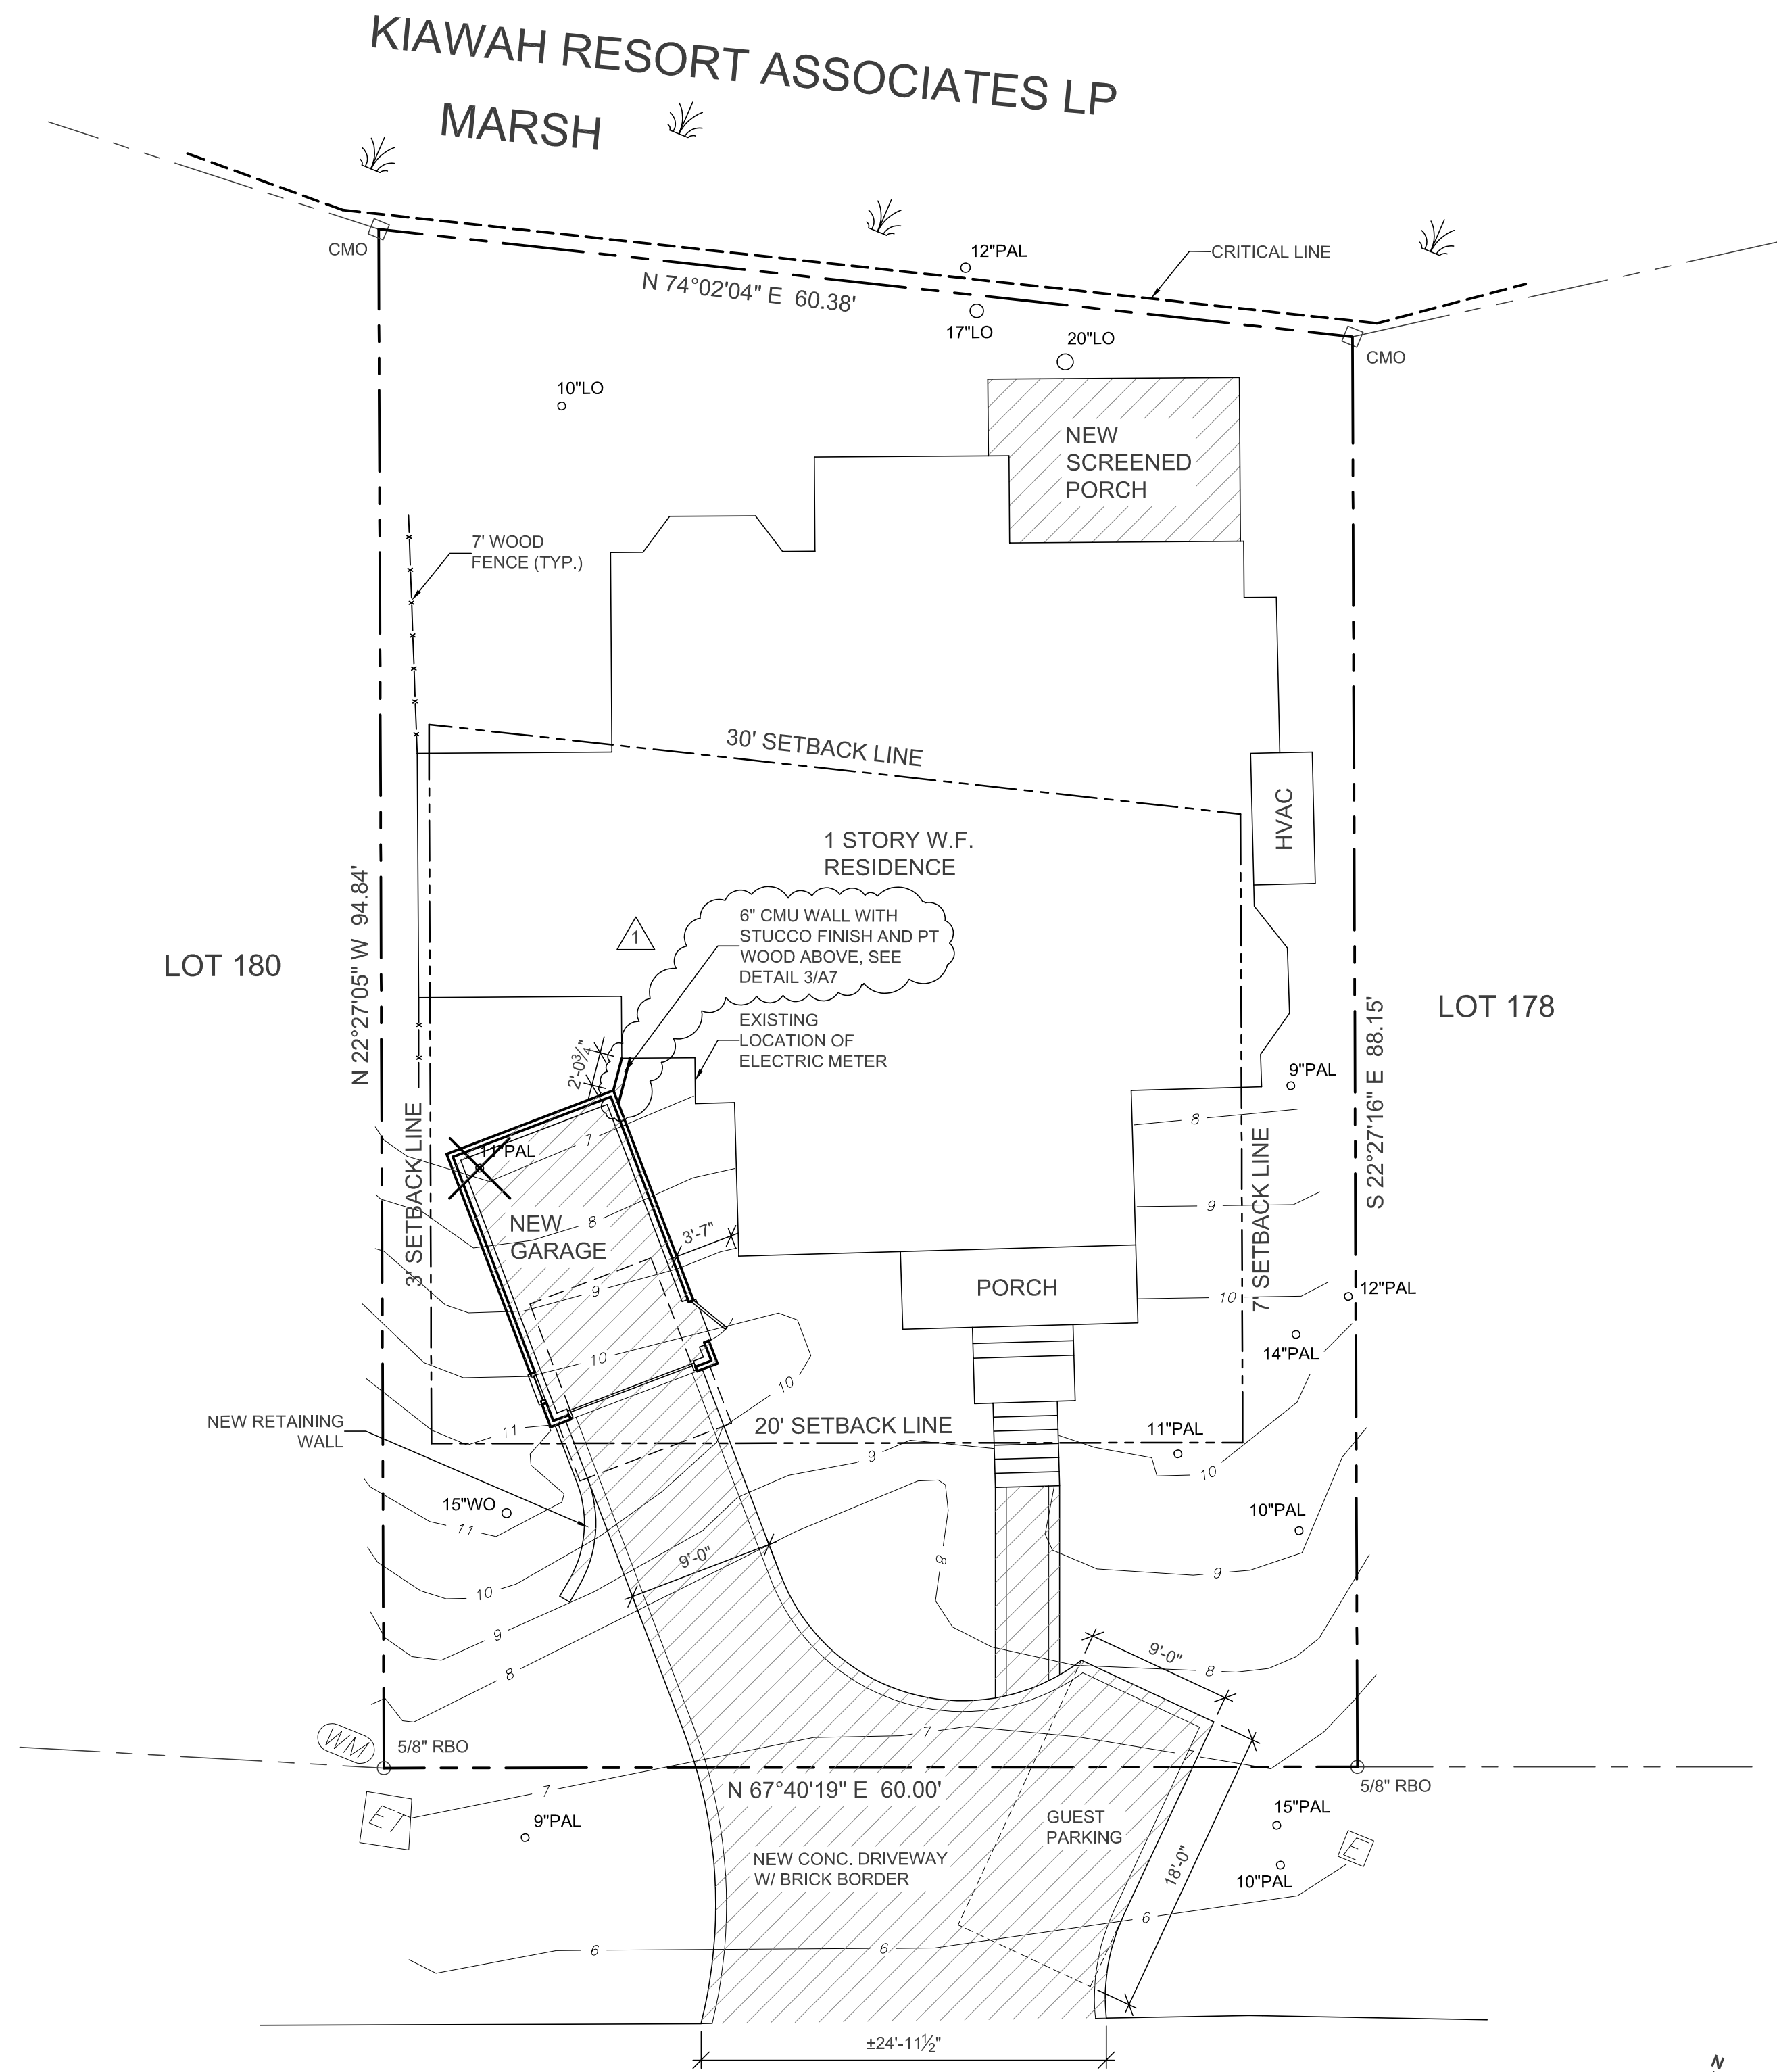 KIAWAH RESORT ASSOCIATES LP
MARSH
CMO
12"PAL
CRITICAL LINE
N 74°02'04" E 60.38'
17"LO
20"LO
CMO
10"LO
NEW
SCREENED
PORCH
7' WOOD
FENCE (TYP.)
30' SETBACK LINE
HVAC
1 STORY W.F.
RESIDENCE
1
6" CMU WALL WITH
STUCCO FINISH AND PT
WOOD ABOVE, SEE
DETAIL 3/A7
LOT 180
N 22°27'05" W 94.84'
LOT 178
S 22°27'16" E 88.15'
EXISTING
LOCATION OF
ELECTRIC METER
2'-0¾"
9"PAL
8
7
11"PAL
3' SETBACK LINE
7' SETBACK LINE
9
NEW
GARAGE
8
3'-7"
PORCH
9
10
12"PAL
10
14"PAL
10
NEW RETAINING
WALL
11
20' SETBACK LINE
11"PAL
9
10
15"WO
11
10"PAL
9'-0"
8
9
10
9
8
9'-0"
8
WM
5/8" RBO
7
7
N 67°40'19" E 60.00'
5/8" RBO
7
ET
9"PAL
GUEST
PARKING
15"PAL
E
NEW CONC. DRIVEWAY
W/ BRICK BORDER
18'-0"
10"PAL
6
6
6
±24'-11½"
N